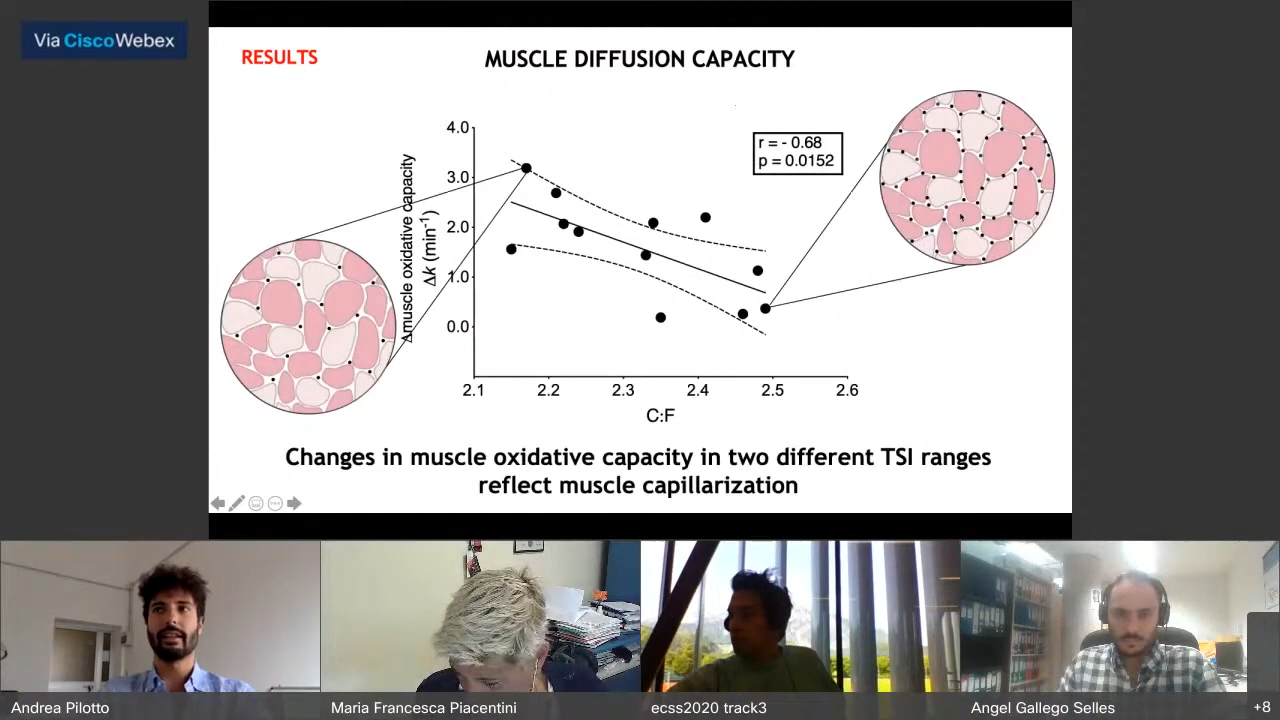 Via Cisco Webex
RESULTS
MUSCLE DIFFUSION CAPACITY
Δmuscle oxidative capacity
Δk (min⁻¹)
4.0
3.0
2.0
1.0
0.0
r = - 0.68
p = 0.0152
2.1 2.2 2.3 2.4 2.5 2.6
C:F
Changes in muscle oxidative capacity in two different TSI ranges
reflect muscle capillarization
Andrea Pilotto
Maria Francesca Piacentini
ecss2020 track3
Angel Gallego Selles
+8